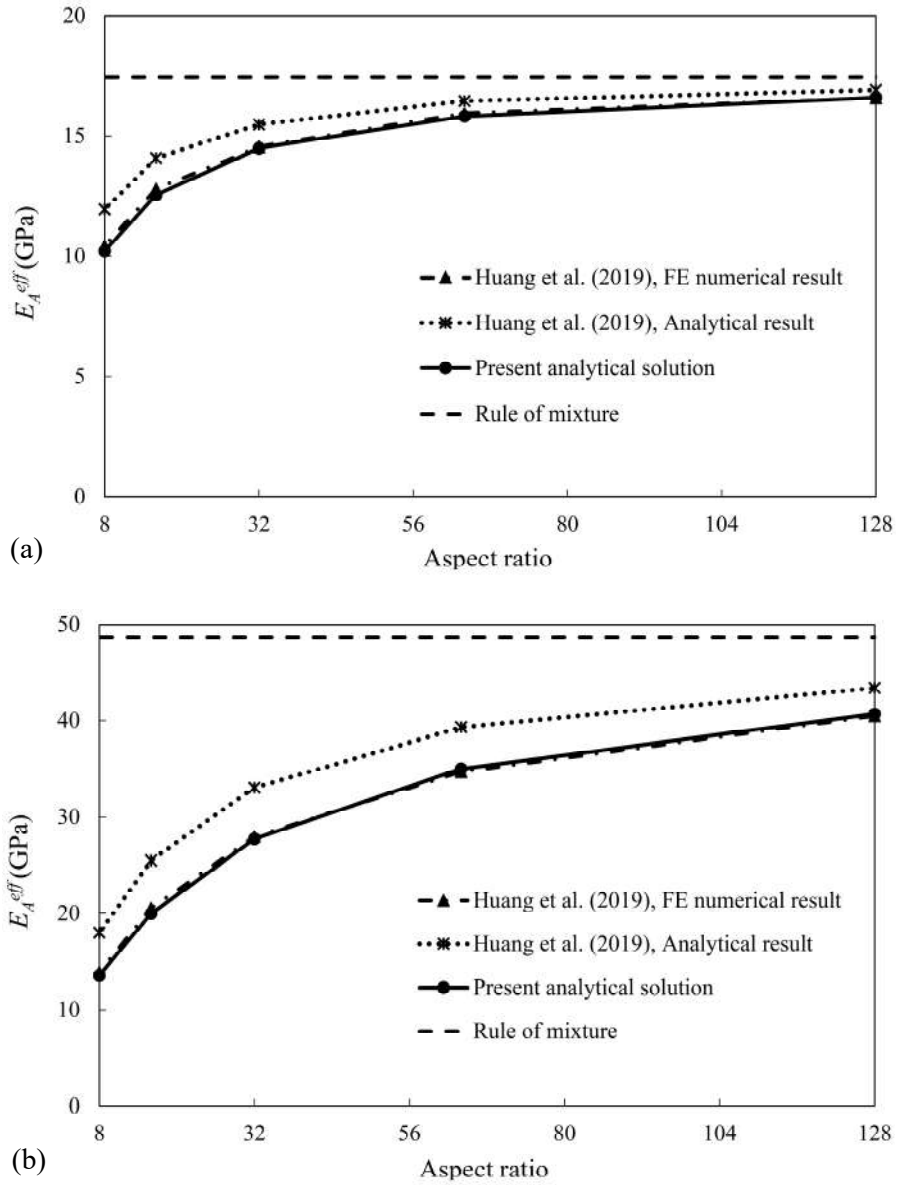 20
15
10
5
0
E_A^eff (GPa)
Huang et al. (2019), FE numerical result
Huang et al. (2019), Analytical result
Present analytical solution
Rule of mixture
8 32 56 80 104 128
Aspect ratio
(a)
50
40
30
20
10
0
E_A^eff (GPa)
Huang et al. (2019), FE numerical result
Huang et al. (2019), Analytical result
Present analytical solution
Rule of mixture
8 32 56 80 104 128
Aspect ratio
(b)